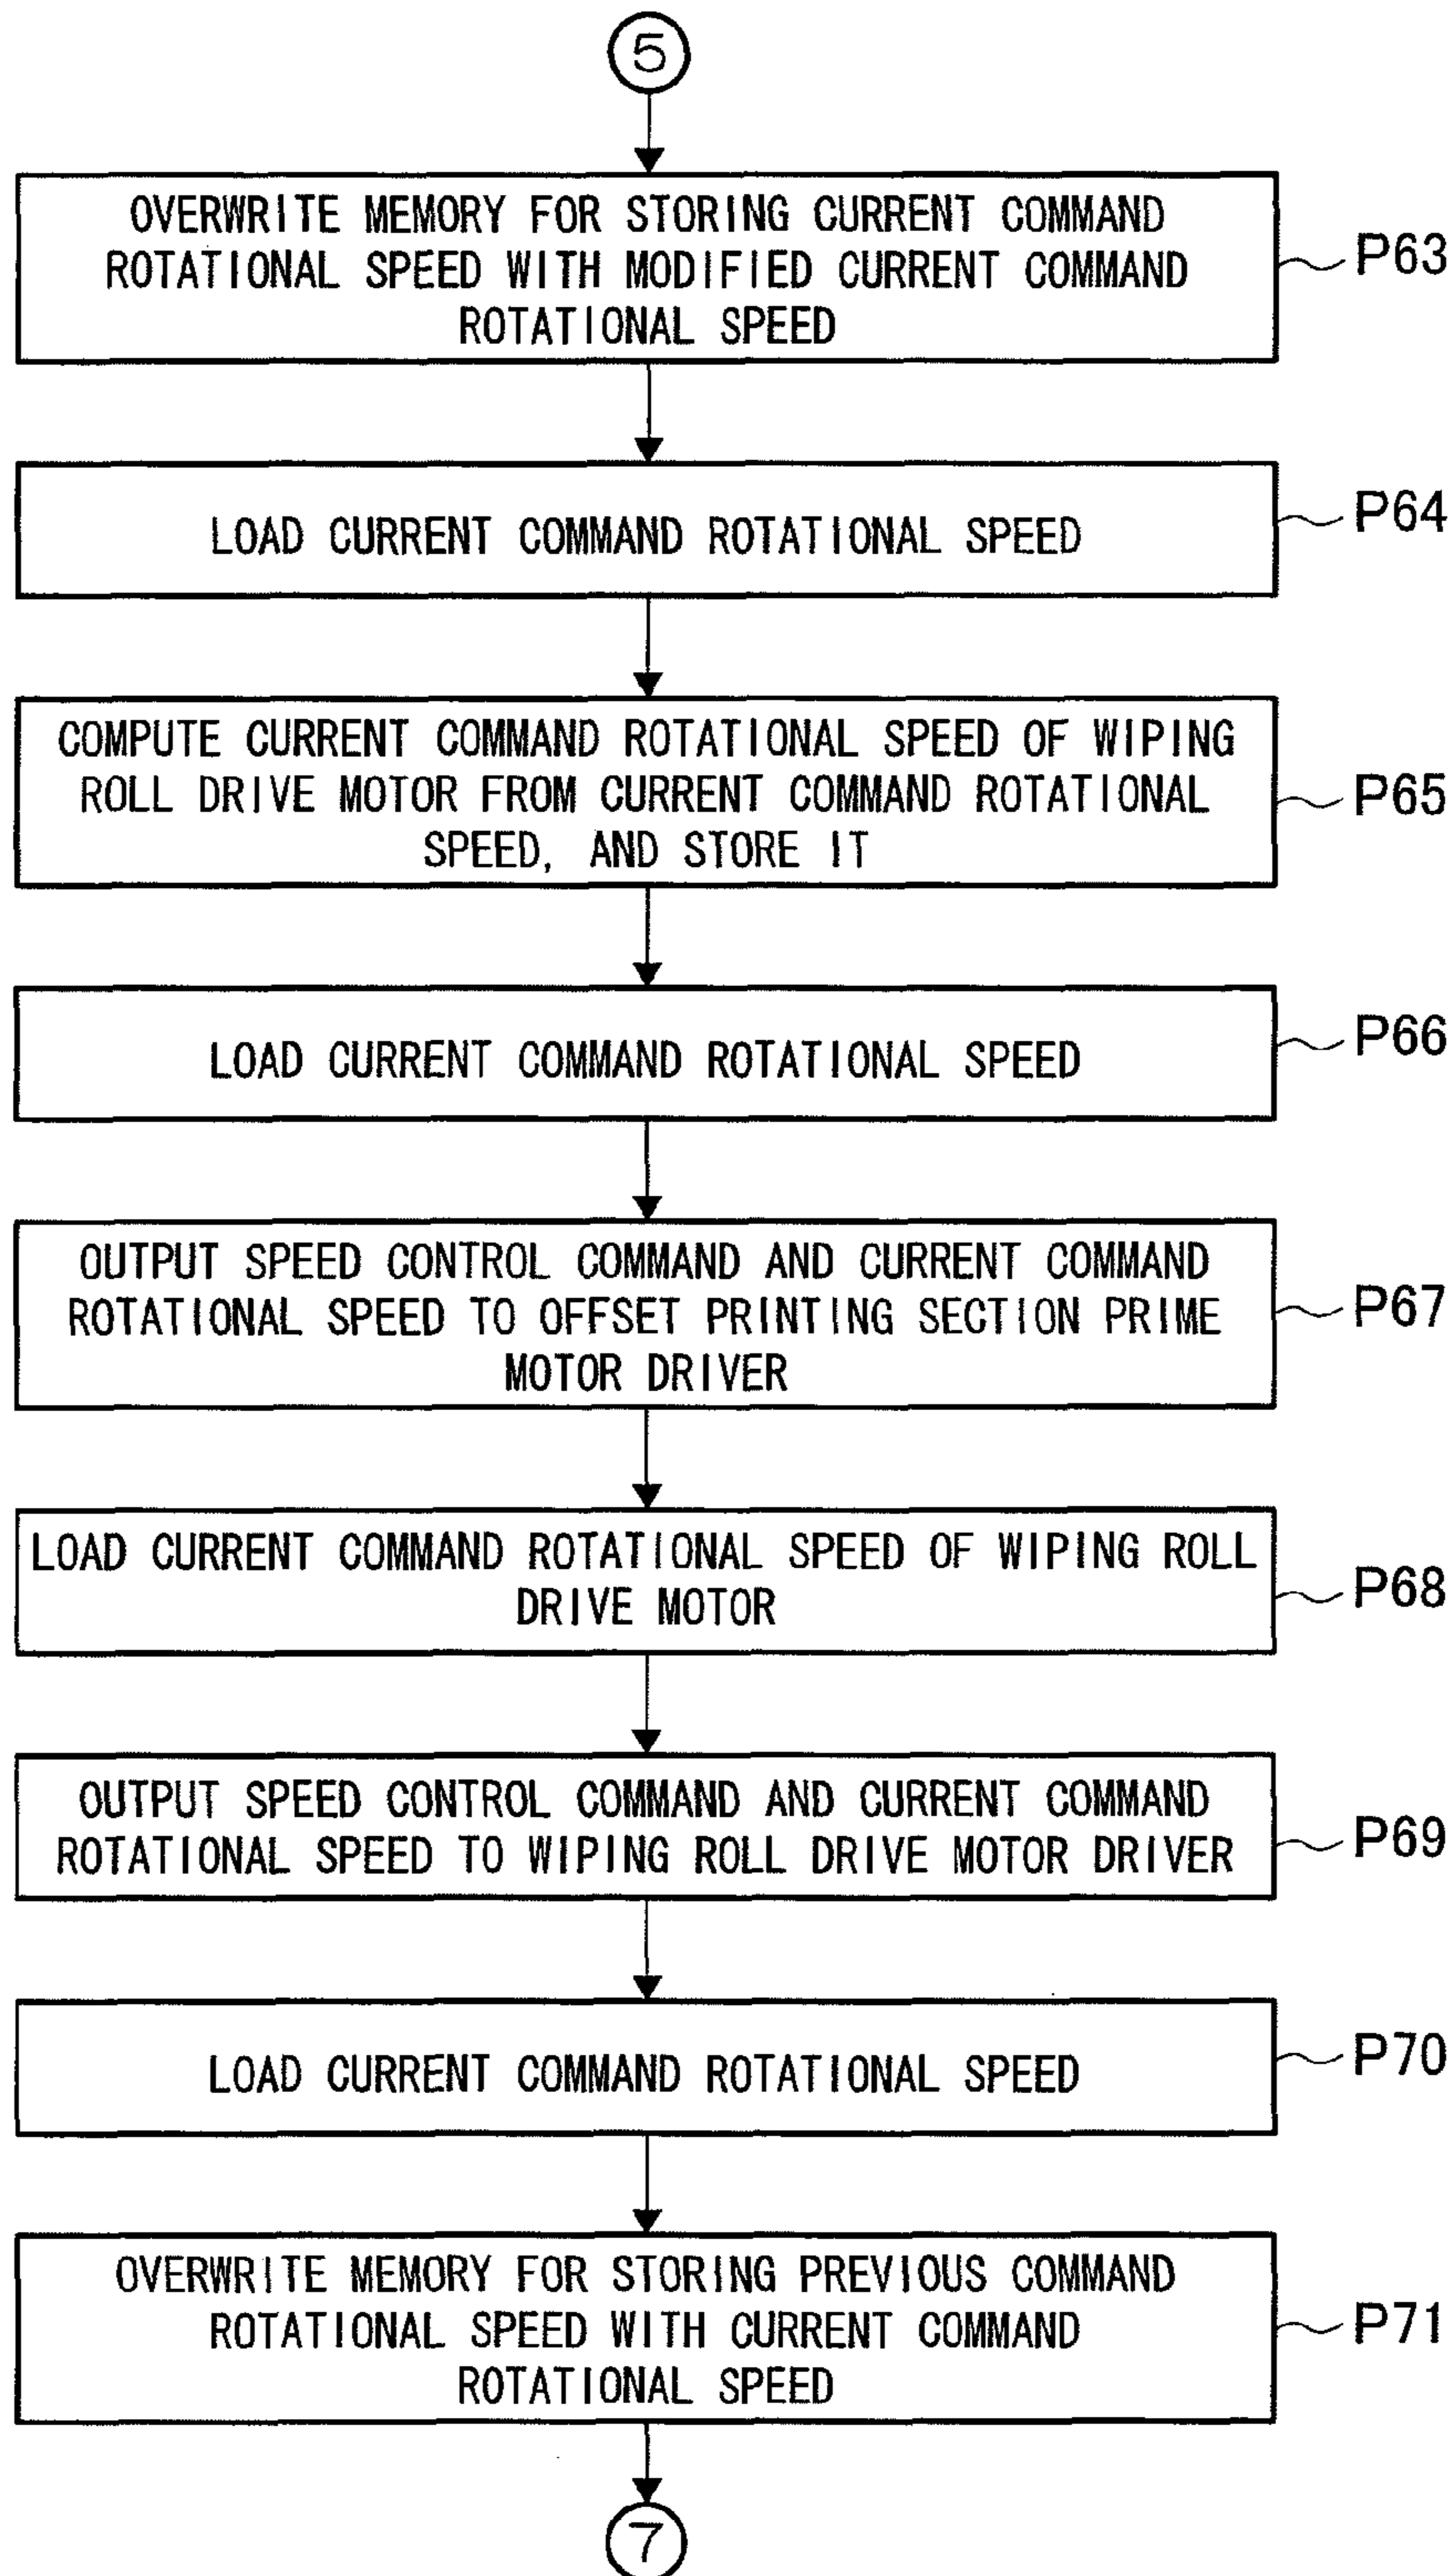 5
OVERWRITE MEMORY FOR STORING CURRENT COMMAND
ROTATIONAL SPEED WITH MODIFIED CURRENT COMMAND
ROTATIONAL SPEED
P63
LOAD CURRENT COMMAND ROTATIONAL SPEED
P64
COMPUTE CURRENT COMMAND ROTATIONAL SPEED OF WIPING
ROLL DRIVE MOTOR FROM CURRENT COMMAND ROTATIONAL
SPEED, AND STORE IT
P65
LOAD CURRENT COMMAND ROTATIONAL SPEED
P66
OUTPUT SPEED CONTROL COMMAND AND CURRENT COMMAND
ROTATIONAL SPEED TO OFFSET PRINTING SECTION PRIME
MOTOR DRIVER
P67
LOAD CURRENT COMMAND ROTATIONAL SPEED OF WIPING ROLL
DRIVE MOTOR
P68
OUTPUT SPEED CONTROL COMMAND AND CURRENT COMMAND
ROTATIONAL SPEED TO WIPING ROLL DRIVE MOTOR DRIVER
P69
LOAD CURRENT COMMAND ROTATIONAL SPEED
P70
OVERWRITE MEMORY FOR STORING PREVIOUS COMMAND
ROTATIONAL SPEED WITH CURRENT COMMAND
ROTATIONAL SPEED
P71
7